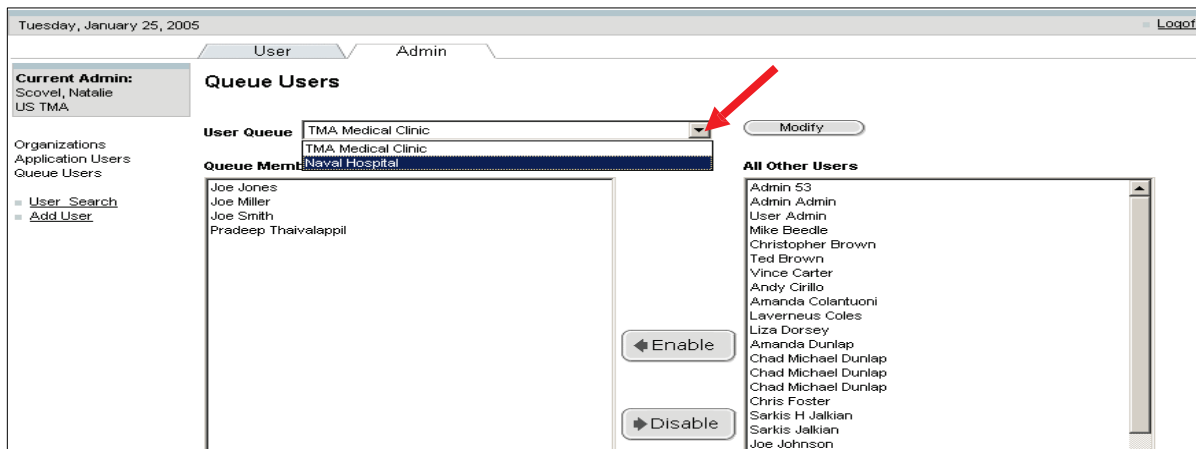 Tuesday, January 25, 2005
Logof
User
Admin
Current Admin:
Scovel, Natalie
US TMA
Organizations
Application Users
Queue Users
User Search
Add User
Queue Users
User Queue
TMA Medical Clinic
TMA Medical Clinic
Naval Hospital
Modify
Queue Memb
Joe Jones
Joe Miller
Joe Smith
Pradeep Thaivalappil
Enable
Disable
All Other Users
Admin 53
Admin Admin
User Admin
Mike Beedle
Christopher Brown
Ted Brown
Vince Carter
Andy Cirillo
Amanda Colantuoni
Laverneus Coles
Liza Dorsey
Amanda Dunlap
Chad Michael Dunlap
Chad Michael Dunlap
Chad Michael Dunlap
Chris Foster
Sarkis H Jalkian
Sarkis Jalkian
Joe Johnson